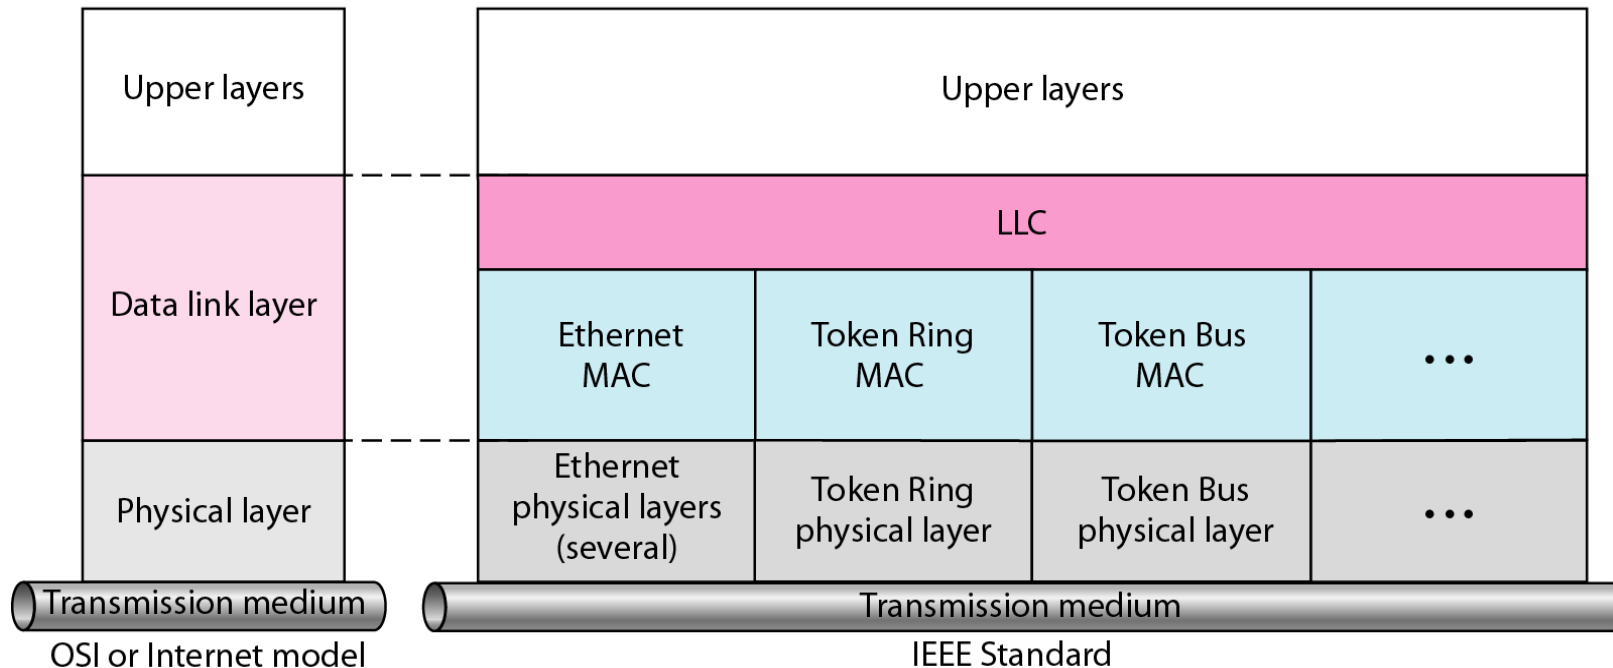 Upper layers
Data link layer
Physical layer
Transmission medium
OSI or Internet model
Upper layers
LLC
Ethernet
MAC
Token Ring
MAC
Token Bus
MAC
•••
Ethernet
physical layers
(several)
Token Ring
physical layer
Token Bus
physical layer
•••
Transmission medium
IEEE Standard